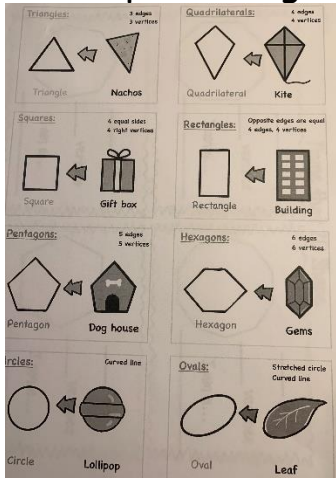 Triangles:
3 edges
3 vertices
Triangle
Nachos
Quadrilaterals:
4 edges
4 vertices
Quadrilateral
Kite
Squares:
4 equal sides
4 right vertices
Square
Gift box
Rectangles:
Opposite edges are equal
4 edges, 4 vertices
Rectangle
Building
Pentagons:
5 edges
5 vertices
Pentagon
Dog house
Hexagons:
6 edges
6 vertices
Hexagon
Gems
ircles:
Curved line
Circle
Lollipop
Ovals:
Stretched circle
Curved line
Oval
Leaf